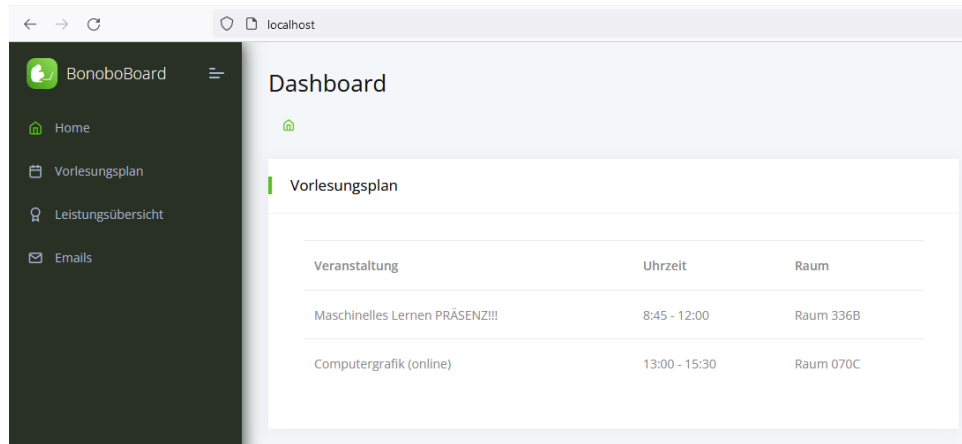 localhost
BonoboBoard
Home
Vorlesungsplan
Leistungsübersicht
Emails
Dashboard
Vorlesungsplan
Veranstaltung Uhrzeit Raum
Maschinelles Lernen PRÄSENZ!!! 8:45 - 12:00 Raum 336B
Computergrafik (online) 13:00 - 15:30 Raum 070C